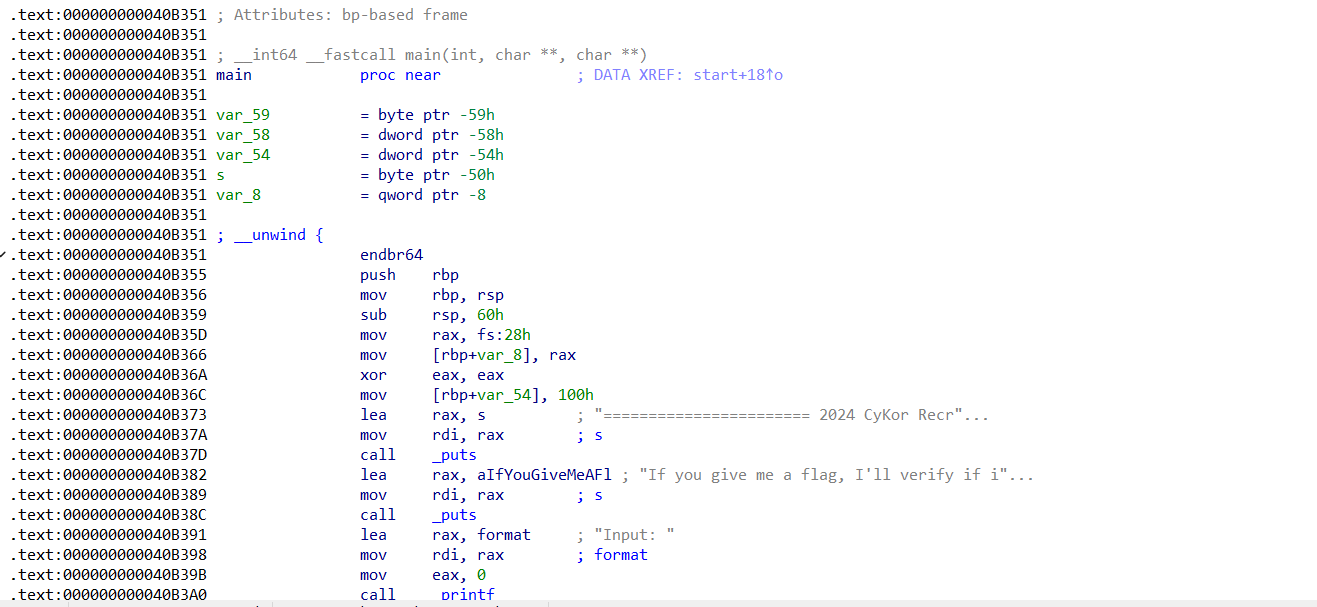 .text:000000000040B351 ; Attributes: bp-based frame
.text:000000000040B351
.text:000000000040B351 ; __int64 __fastcall main(int, char **, char **)
.text:000000000040B351 main            proc near               ; DATA XREF: start+18↑o
.text:000000000040B351
.text:000000000040B351 var_59          = byte ptr -59h
.text:000000000040B351 var_58          = dword ptr -58h
.text:000000000040B351 var_54          = dword ptr -54h
.text:000000000040B351 s               = byte ptr -50h
.text:000000000040B351 var_8           = qword ptr -8
.text:000000000040B351
.text:000000000040B351 ; __unwind {
.text:000000000040B351                 endbr64
.text:000000000040B355                 push    rbp
.text:000000000040B356                 mov     rbp, rsp
.text:000000000040B359                 sub     rsp, 60h
.text:000000000040B35D                 mov     rax, fs:28h
.text:000000000040B366                 mov     [rbp+var_8], rax
.text:000000000040B36A                 xor     eax, eax
.text:000000000040B36C                 mov     [rbp+var_54], 100h
.text:000000000040B373                 lea     rax, s          ; "======================= 2024 CyKor Recr"...
.text:000000000040B37A                 mov     rdi, rax        ; s
.text:000000000040B37D                 call    _puts
.text:000000000040B382                 lea     rax, aIfYouGiveMeAFl ; "If you give me a flag, I'll verify if i"...
.text:000000000040B389                 mov     rdi, rax        ; s
.text:000000000040B38C                 call    _puts
.text:000000000040B391                 lea     rax, format     ; "Input: "
.text:000000000040B398                 mov     rdi, rax        ; format
.text:000000000040B39B                 mov     eax, 0
.text:000000000040B3A0                 call    _printf